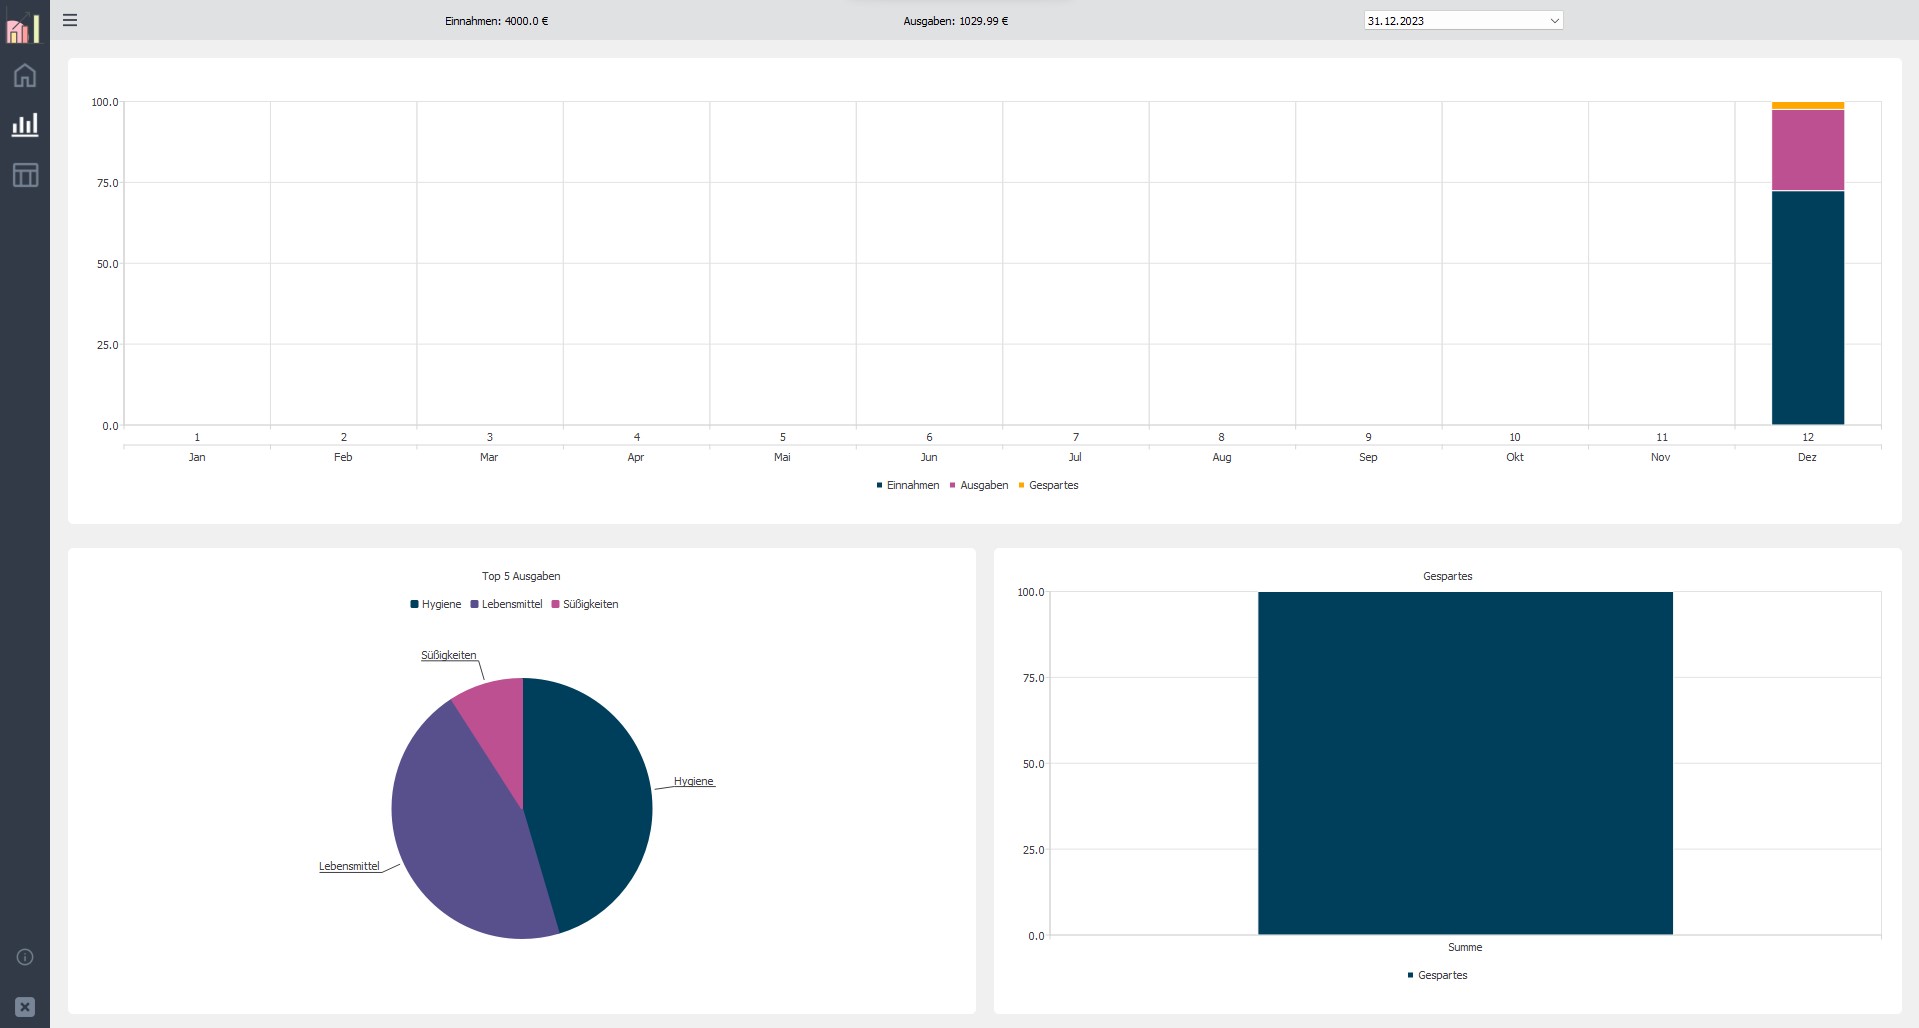 Einnahmen: 4000.0 € Ausgaben: 1029.99 € 31.12.2023
100.0
75.0
50.0
25.0
0.0
1 2 3 4 5 6 7 8 9 10 11 12
Jan Feb Mar Apr Mai Jun Jul Aug Sep Okt Nov Dez
Einnahmen Ausgaben Gespartes
Top 5 Ausgaben
Hygiene Lebensmittel Süßigkeiten
Süßigkeiten
Hygiene
Lebensmittel
Gespartes
100.0
75.0
50.0
25.0
0.0
Summe
Gespartes